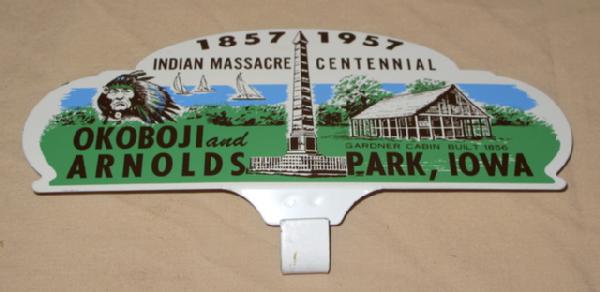 1857 1957
INDIAN MASSACRE CENTENNIAL
OKOBOJI and
GARDNER CABIN BUILT 1856
ARNOLDS PARK, IOWA